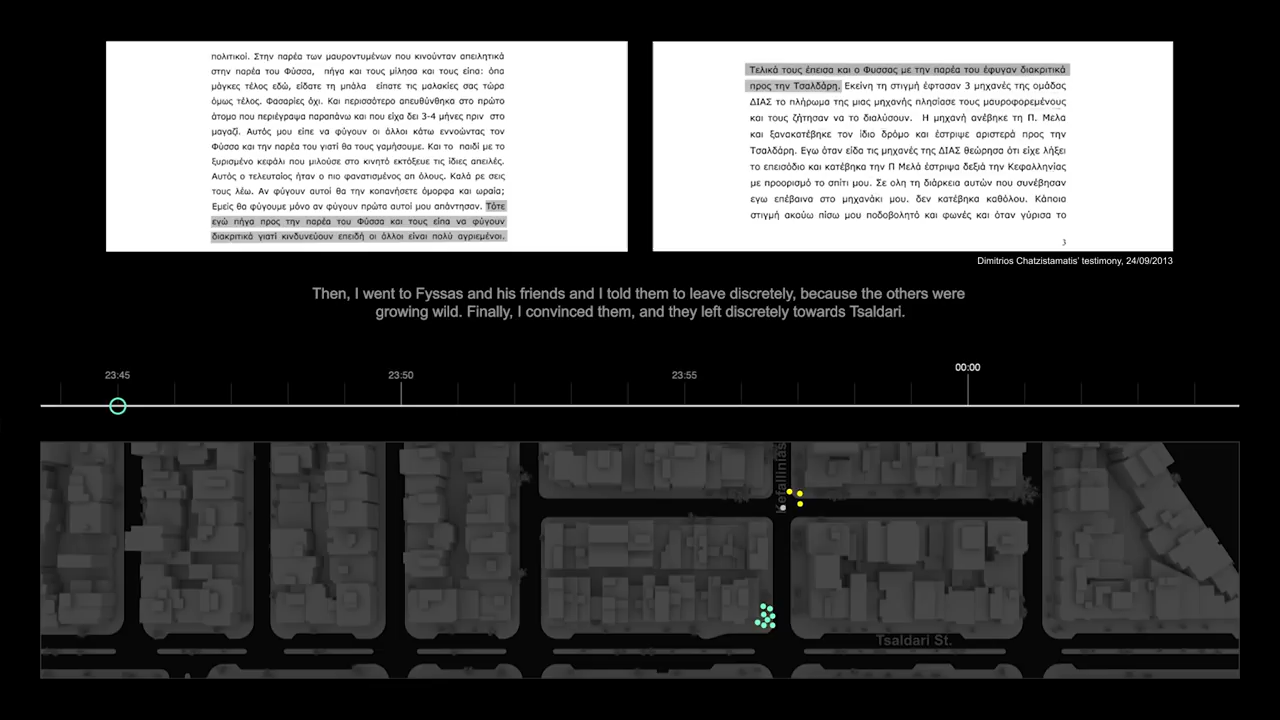 πολιτικοί. Στην παρέα των μαυροντυμένων που κινούνταν απειλητικά
στην παρέα του Φύσσα, πήγα και τους μίλησα και τους είπα: όπα
μάγκες τέλος εδώ, είδατε τη μπάλα είπατε τις μαλακίες σας τώρα
όμως τέλος. Φασαρίες όχι. Και περισσότερο απευθύνθηκα στο πρώτο
άτομο που περιέγραψα παραπάνω και που είχα δει 3-4 μήνες πριν στο
μαγαζί. Αυτός μου είπε να φύγουν οι άλλοι κάτω εννοώντας τον
Φύσσα και την παρέα του γιατί θα τους γαμήσουμε. Και το παιδί με το
ξυρισμένο κεφάλι που μιλούσε στο κινητό εκτόξευε τις ίδιες απειλές.
Αυτός ο τελευταίος ήταν ο πιο φανατισμένος απ όλους. Καλά ρε σεις
τους λέω. Αν φύγουν αυτοί θα την κοπανήσετε όμορφα και ωραία;
Εμείς θα φύγουμε μόνο αν φύγουν πρώτα αυτοί μου απάντησαν. Τότε
εγώ πήγα προς την παρέα του Φύσσα και τους είπα να φύγουν
διακριτικά γιατί κινδυνεύουν επειδή οι άλλοι είναι πολύ αγριεμένοι.
Τελικά τους έπεισα και ο Φυσσας με την παρέα του έφυγαν διακριτικά
προς την Τσαλδάρη. Εκείνη τη στιγμή έφτασαν 3 μηχανές της ομάδας
ΔΙΑΣ το πλήρωμα της μιας μηχανής πλησίασε τους μαυροφορεμένους
και τους ζήτησαν να το διαλύσουν. Η μηχανή ανέβηκε τη Π. Μελα
και ξανακατέβηκε τον ίδιο δρόμο και έστριψε αριστερά προς την
Τσαλδάρη. Εγω όταν είδα τις μηχανές της ΔΙΑΣ θεώρησα ότι είχε λήξει
το επεισόδιο και κατέβηκα την Π Μελά έστριψα δεξιά την Κεφαλληνίας
με προορισμό το σπίτι μου. Σε ολη τη διάρκεια αυτών που συνέβησαν
εγω επέβαινα στο μηχανάκι μου. δεν κατέβηκα καθόλου. Κάποια
στιγμή ακούω πίσω μου ποδοβολητό και φωνές και όταν γύρισα το
3
Dimitrios Chatzistamatis' testimony, 24/09/2013
Then, I went to Fyssas and his friends and I told them to leave discretely, because the others were
growing wild. Finally, I convinced them, and they left discretely towards Tsaldari.
23:45
23:50
23:55
00:00
Kefallinias
Tsaldari St.